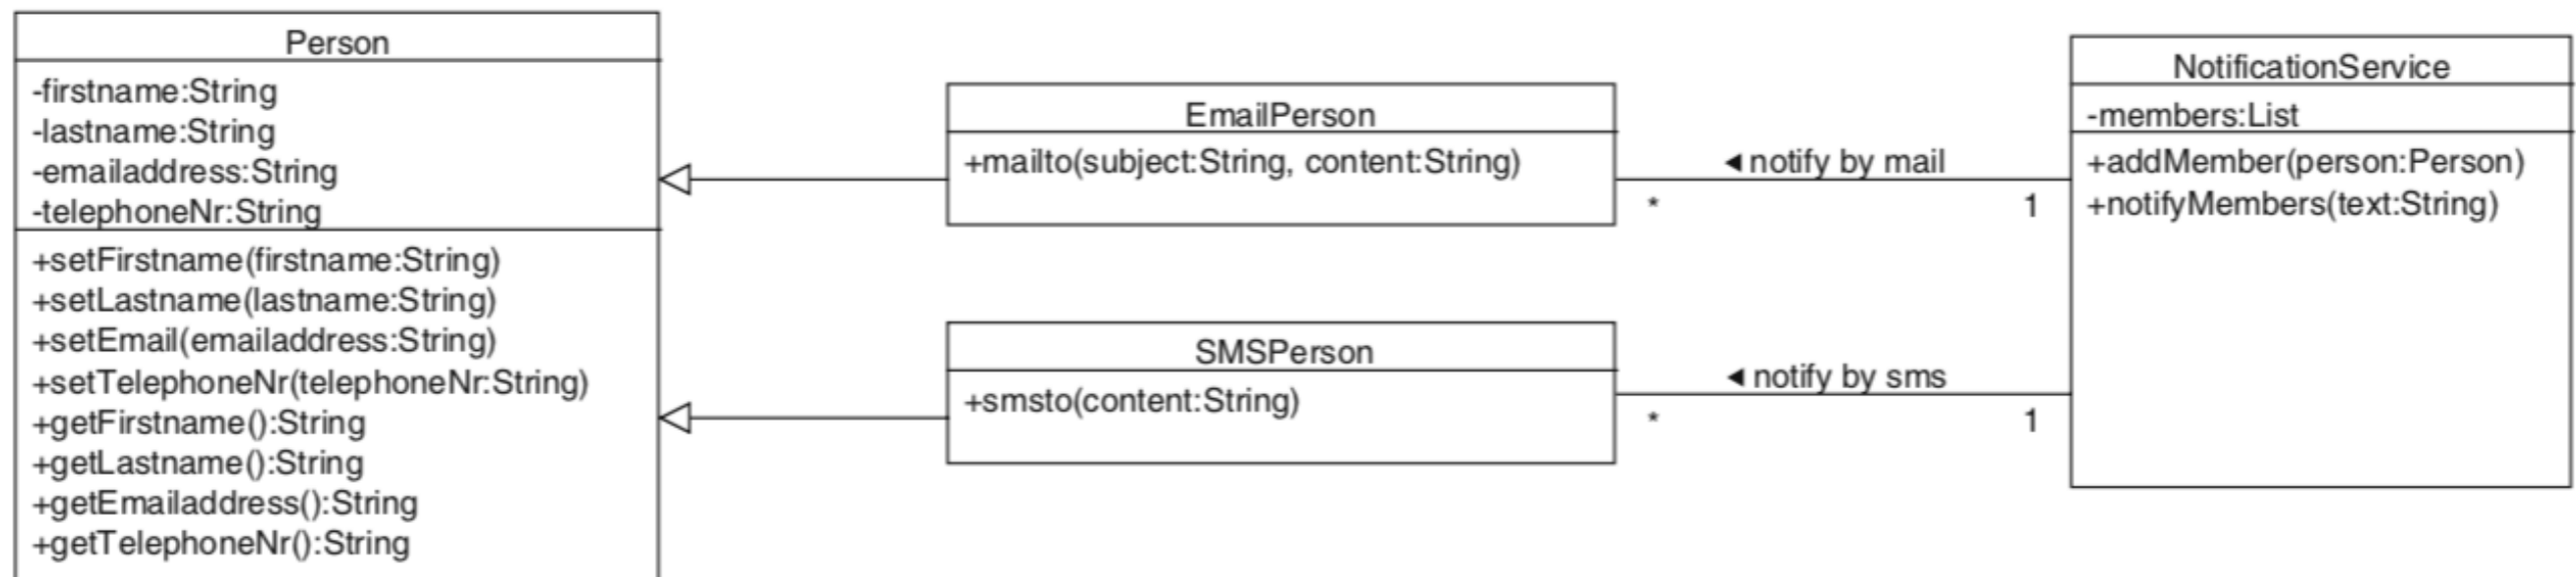 Person
-firstname:String
-lastname:String
-emailaddress:String
-telephoneNr:String
+setFirstname(firstname:String)
+setLastname(lastname:String)
+setEmail(emailaddress:String)
+setTelephoneNr(telephoneNr:String)
+getFirstname():String
+getLastname():String
+getEmailaddress():String
+getTelephoneNr():String
EmailPerson
+mailto(subject:String, content:String)
SMSPerson
+smsto(content:String)
◄ notify by mail
* 1
◄ notify by sms
* 1
NotificationService
-members:List
+addMember(person:Person)
+notifyMembers(text:String)